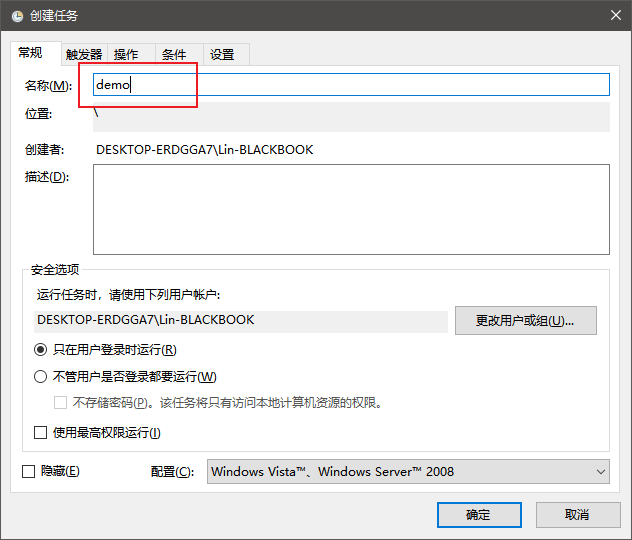 创建任务
常规 触发器 操作 条件 设置
名称(M): demo
位置: \
创建者: DESKTOP-ERDGGA7\Lin-BLACKBOOK
描述(D):
安全选项
运行任务时，请使用下列用户帐户:
DESKTOP-ERDGGA7\Lin-BLACKBOOK 更改用户或组(U)...
只在用户登录时运行(R)
不管用户是否登录都要运行(W)
不存储密码(P)。该任务将只有访问本地计算机资源的权限。
使用最高权限运行(I)
隐藏(E) 配置(C): Windows Vista™、Windows Server™ 2008
确定 取消